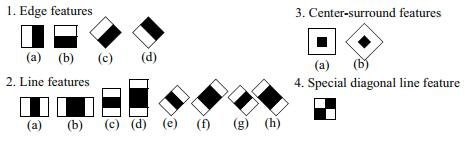 1. Edge features
(a) (b) (c) (d)
2. Line features
(a) (b) (c) (d) (e) (f) (g) (h)
3. Center-surround features
(a) (b)
4. Special diagonal line feature